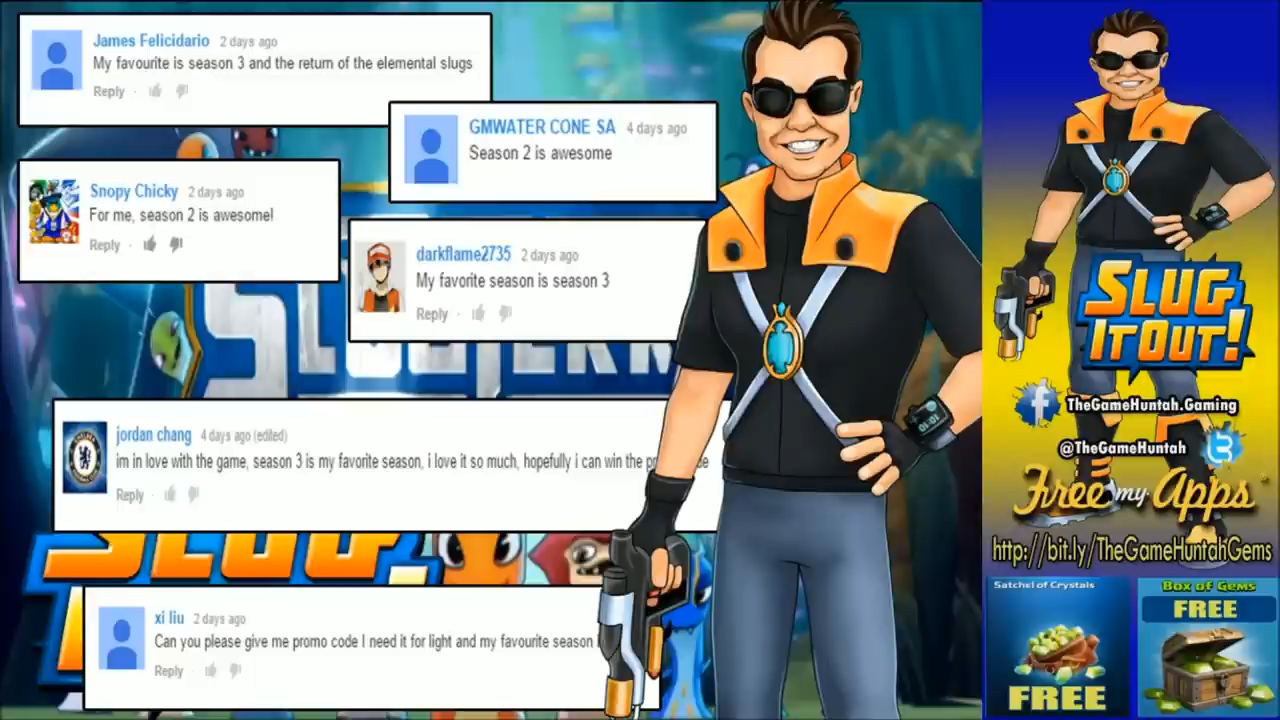 James Felicidario 2 days ago
My favourite is season 3 and the return of the elemental slugs
Reply
GMWATER CONE SA 4 days ago
Season 2 is awesome
Snopy Chicky 2 days ago
For me, season 2 is awesome!
Reply
darkflame2735 2 days ago
My favorite season is season 3
Reply
jordan chang 4 days ago (edited)
im in love with the game, season 3 is my favorite season, i love it so much, hopefully i can win the
Reply
xi liu 2 days ago
Can you please give me promo code I need it for light and my favourite season
Reply
SLUG
SLUG
IT OUT!
TheGameHuntah.Gaming
@TheGameHuntah
Free my Apps
http://bit.ly/TheGameHuntahGems
Satchel of Crystals
FREE
Box of Gems
FREE